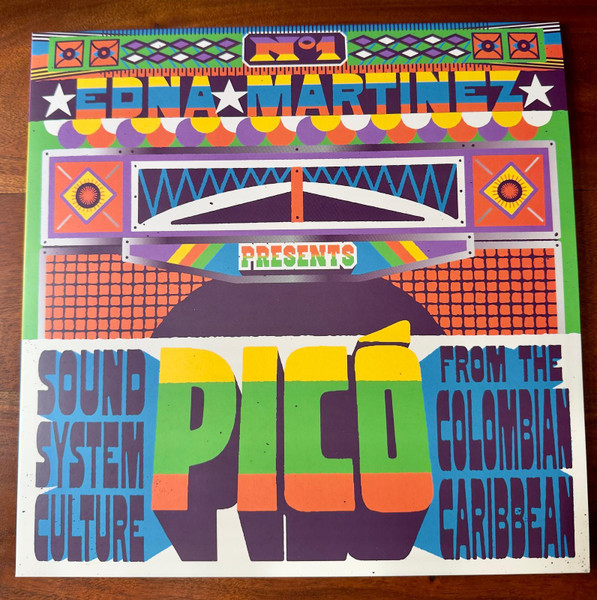 Nº1
EDNA MARTINEZ
PRESENTS
PICÓ
SOUND
SYSTEM
CULTURE
FROM THE
COLOMBIAN
CARIBBEAN